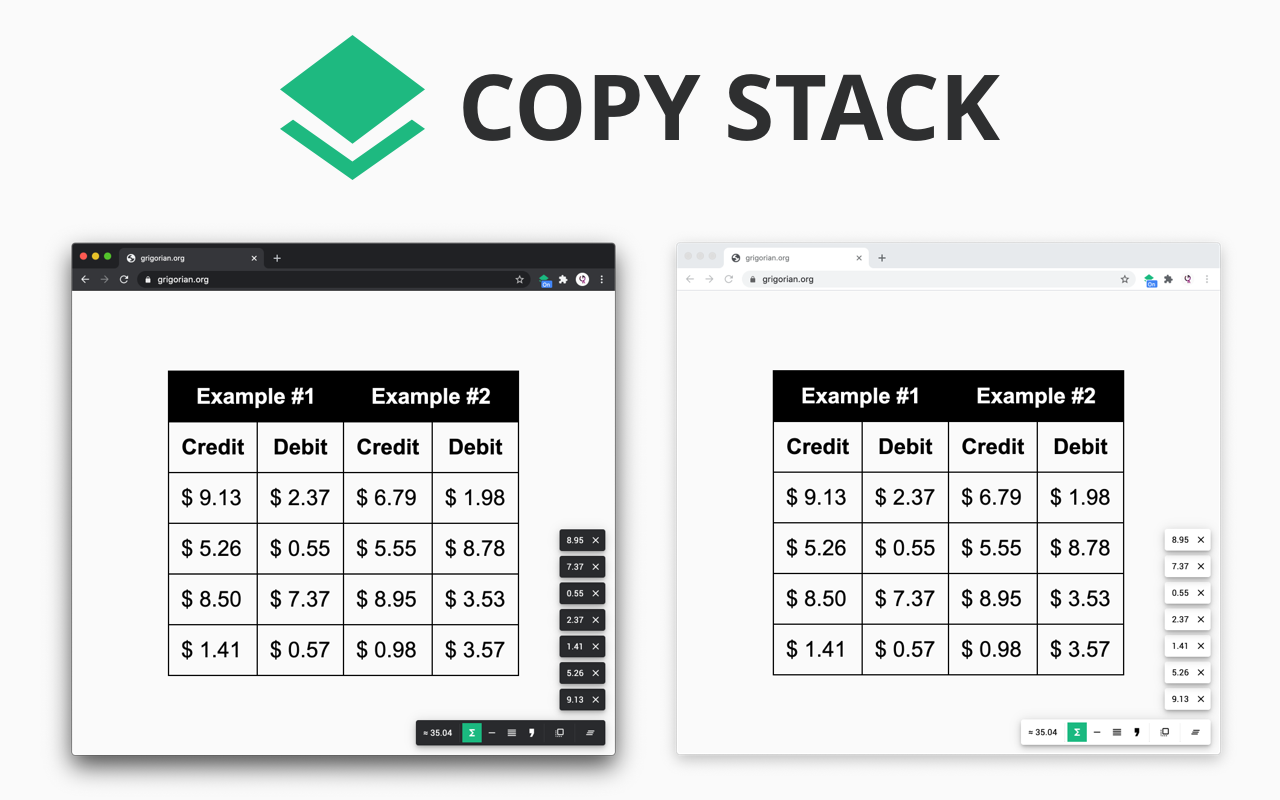 COPY STACK
grigorian.org
grigorian.org
On
Example #1 Example #2
Credit Debit Credit Debit
$ 9.13 $ 2.37 $ 6.79 $ 1.98
$ 5.26 $ 0.55 $ 5.55 $ 8.78
$ 8.50 $ 7.37 $ 8.95 $ 3.53
$ 1.41 $ 0.57 $ 0.98 $ 3.57
8.95
7.37
0.55
2.37
1.41
5.26
9.13
≈ 35.04 Σ
grigorian.org
grigorian.org
On
Example #1 Example #2
Credit Debit Credit Debit
$ 9.13 $ 2.37 $ 6.79 $ 1.98
$ 5.26 $ 0.55 $ 5.55 $ 8.78
$ 8.50 $ 7.37 $ 8.95 $ 3.53
$ 1.41 $ 0.57 $ 0.98 $ 3.57
8.95
7.37
0.55
2.37
1.41
5.26
9.13
≈ 35.04 Σ